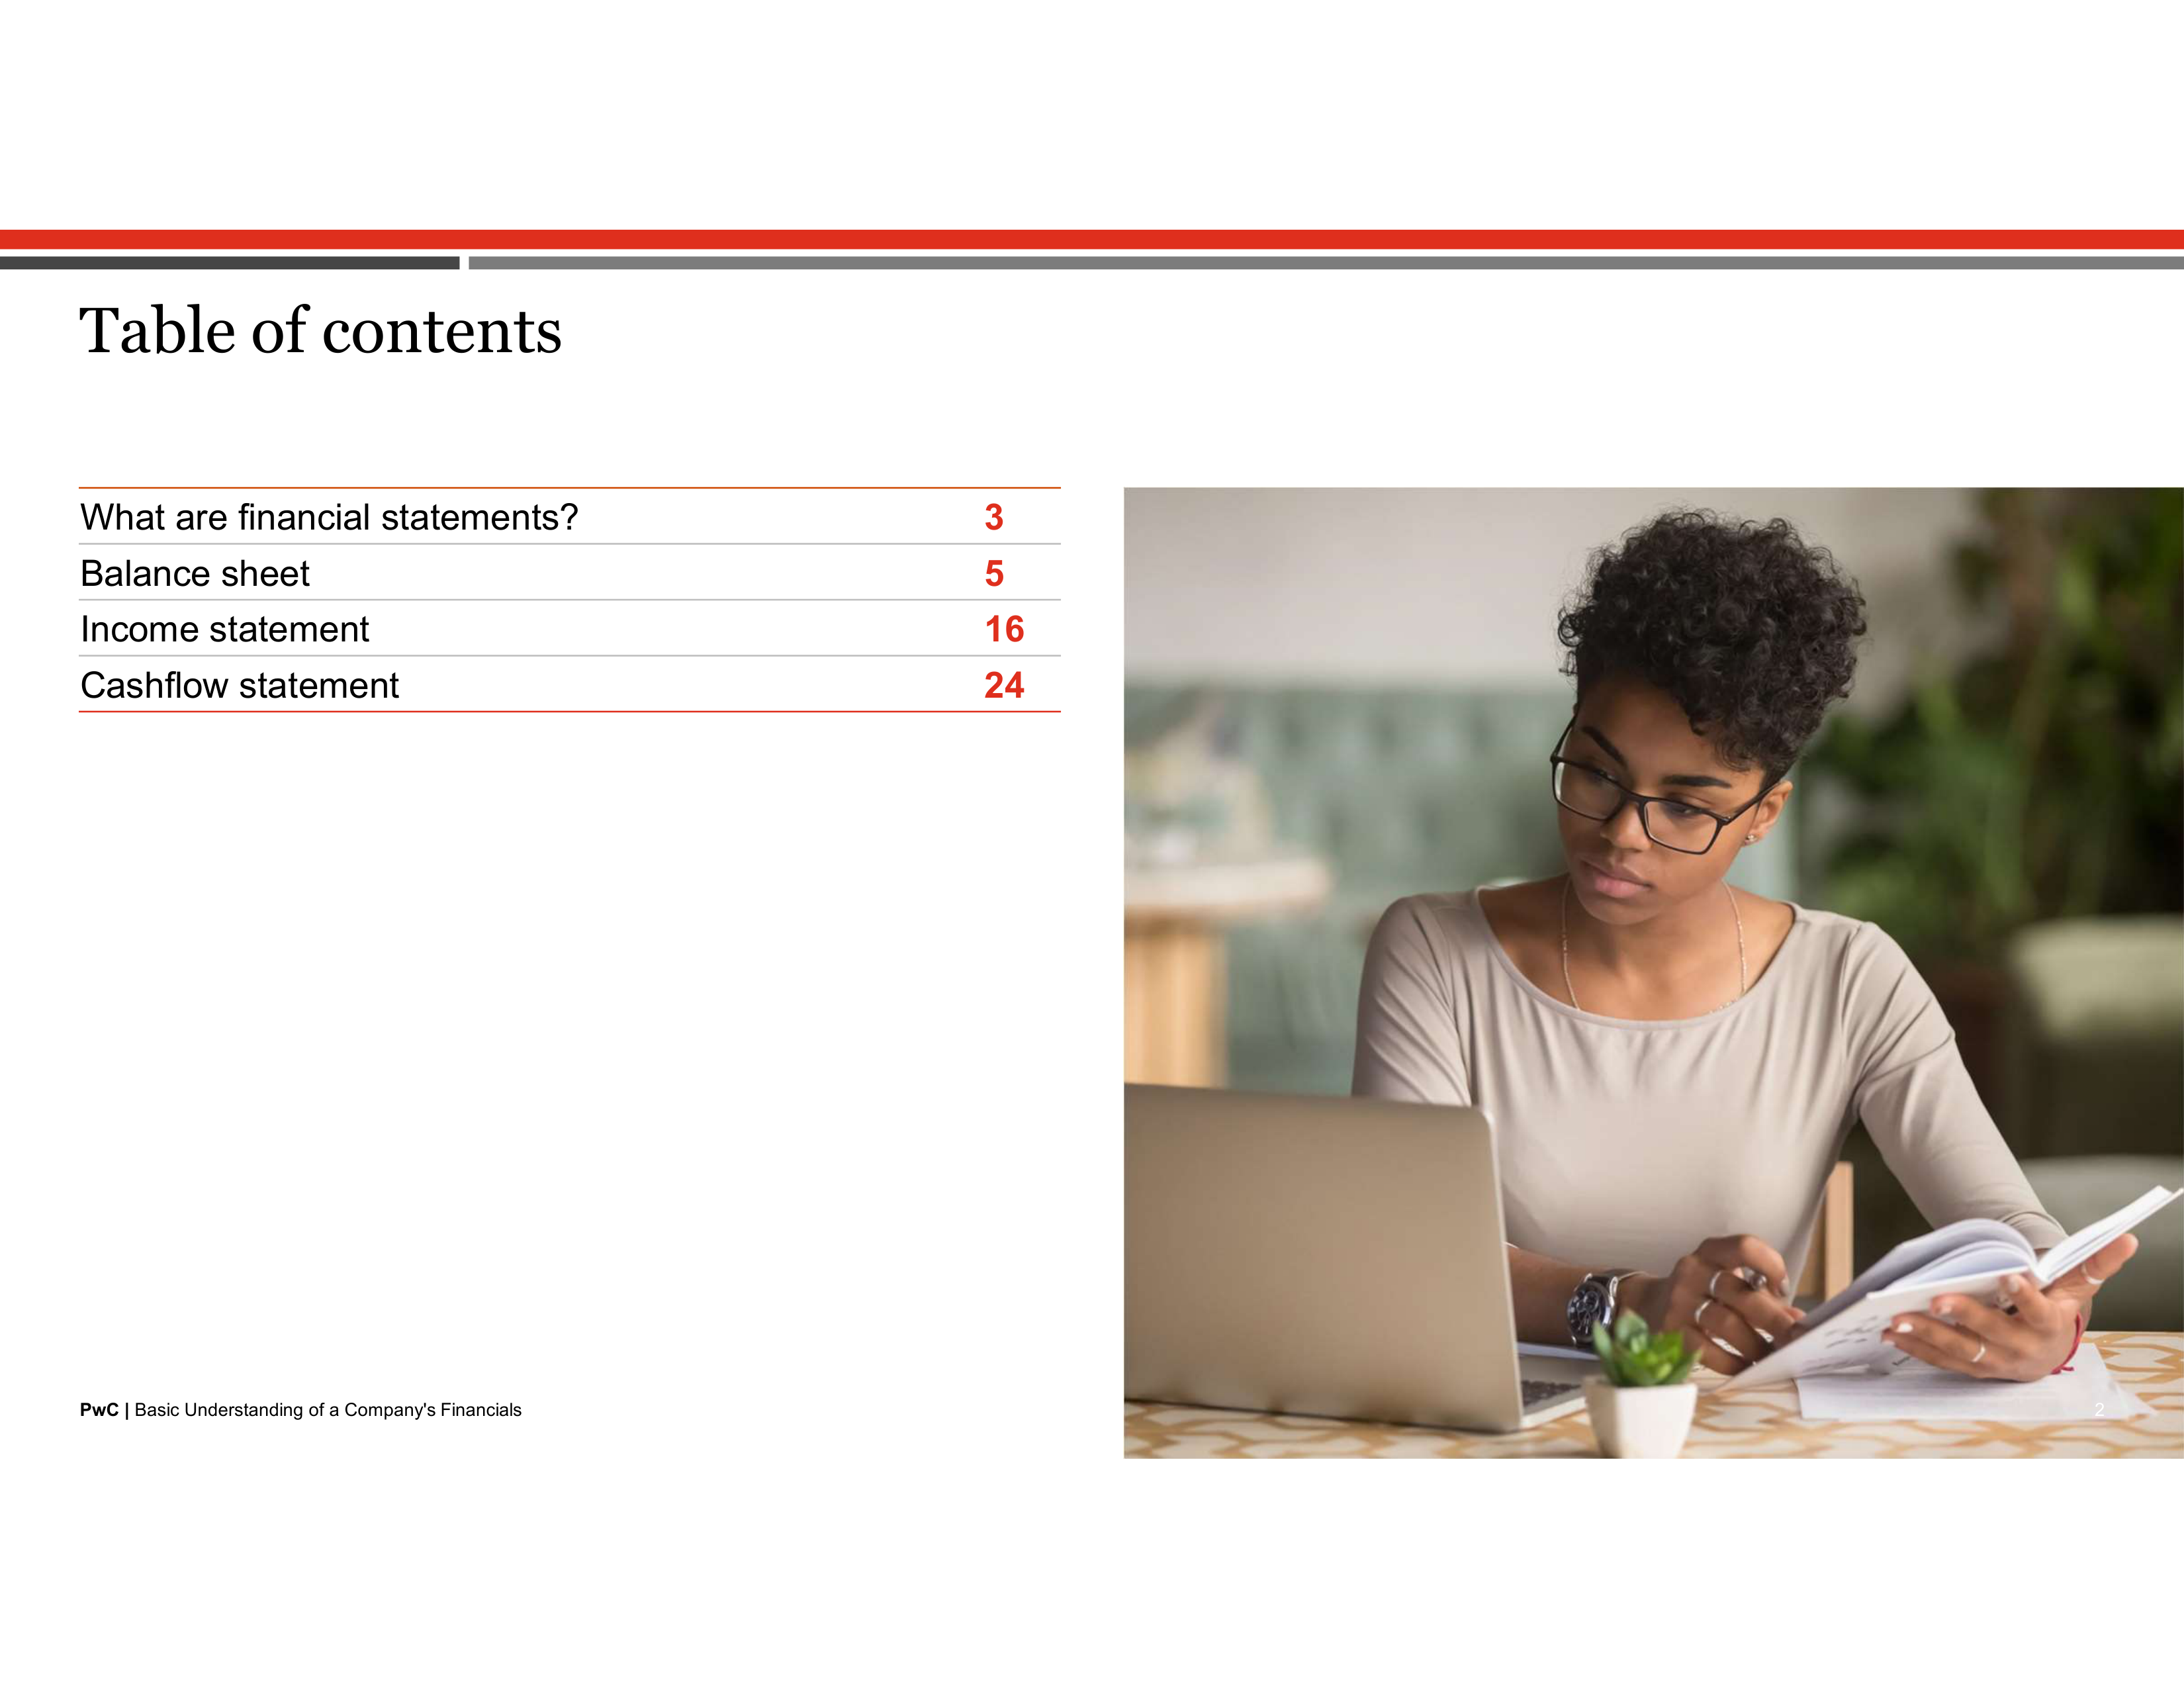 Table of contents
What are financial statements? 3
Balance sheet 5
Income statement 16
Cashflow statement 24
PwC | Basic Understanding of a Company's Financials
2